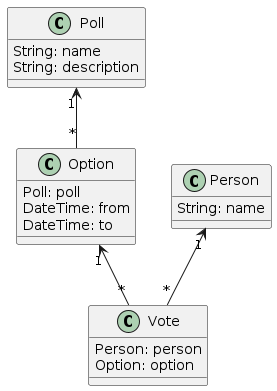 C Poll
String: name
String: description
1
*
C Option
Poll: poll
DateTime: from
DateTime: to
C Person
String: name
1
1
*
*
C Vote
Person: person
Option: option